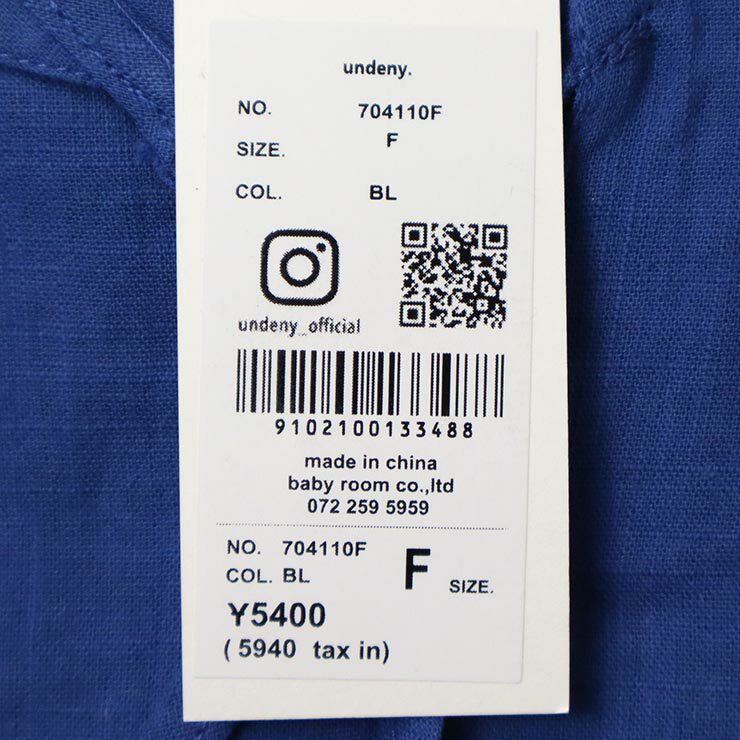 undeny.
NO. 704110F
SIZE. F
COL. BL
undeny_official
9102100133488
made in china
baby room co.,ltd
072 259 5959
NO. 704110F
COL. BL F SIZE.
¥5400
( 5940 tax in)